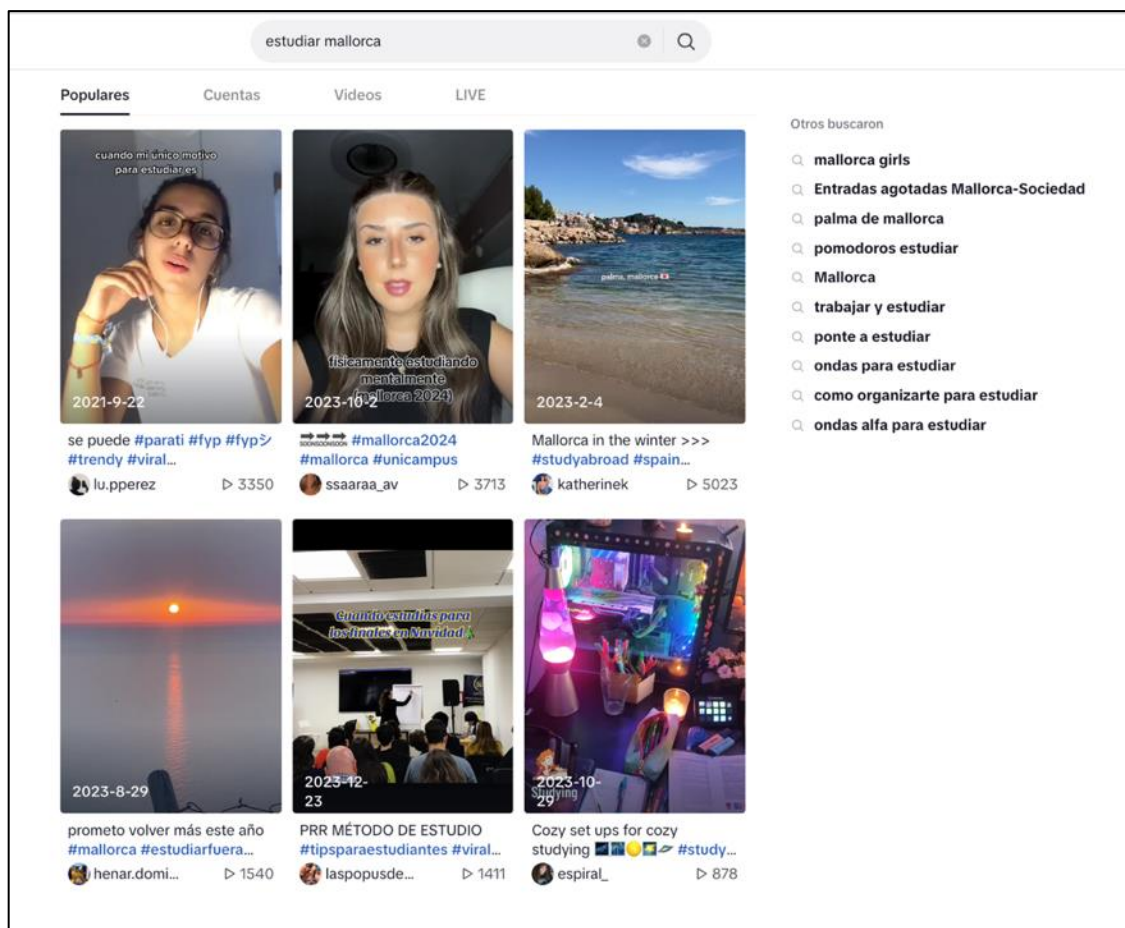 estudiar mallorca
Populares Cuentas Videos LIVE
cuando mi único motivo
para estudiar es
2021-9-22
se puede #parati #fyp #fypシ
#trendy #viral...
lu.pperez 3350
físicamente estudiando
mentalmente
(mallorca 2024)
2023-10-2
SOON SOON SOON #mallorca2024
#mallorca #unicampus
ssaaraa_av 3713
palma, mallorca
2023-2-4
Mallorca in the winter >>>
#studyabroad #spain...
katherinek 5023
2023-8-29
prometo volver más este año
#mallorca #estudiarfuera...
henar.domi... 1540
Cuando estudias para
los finales en Navidad
2023-12-
23
PRR MÉTODO DE ESTUDIO
#tipsparaestudiantes #viral...
laspopusde... 1411
2023-10-
29
Studying
Cozy set ups for cozy
studying #study...
espiral_ 878
Otros buscaron
mallorca girls
Entradas agotadas Mallorca-Sociedad
palma de mallorca
pomodoros estudiar
Mallorca
trabajar y estudiar
ponte a estudiar
ondas para estudiar
como organizarte para estudiar
ondas alfa para estudiar